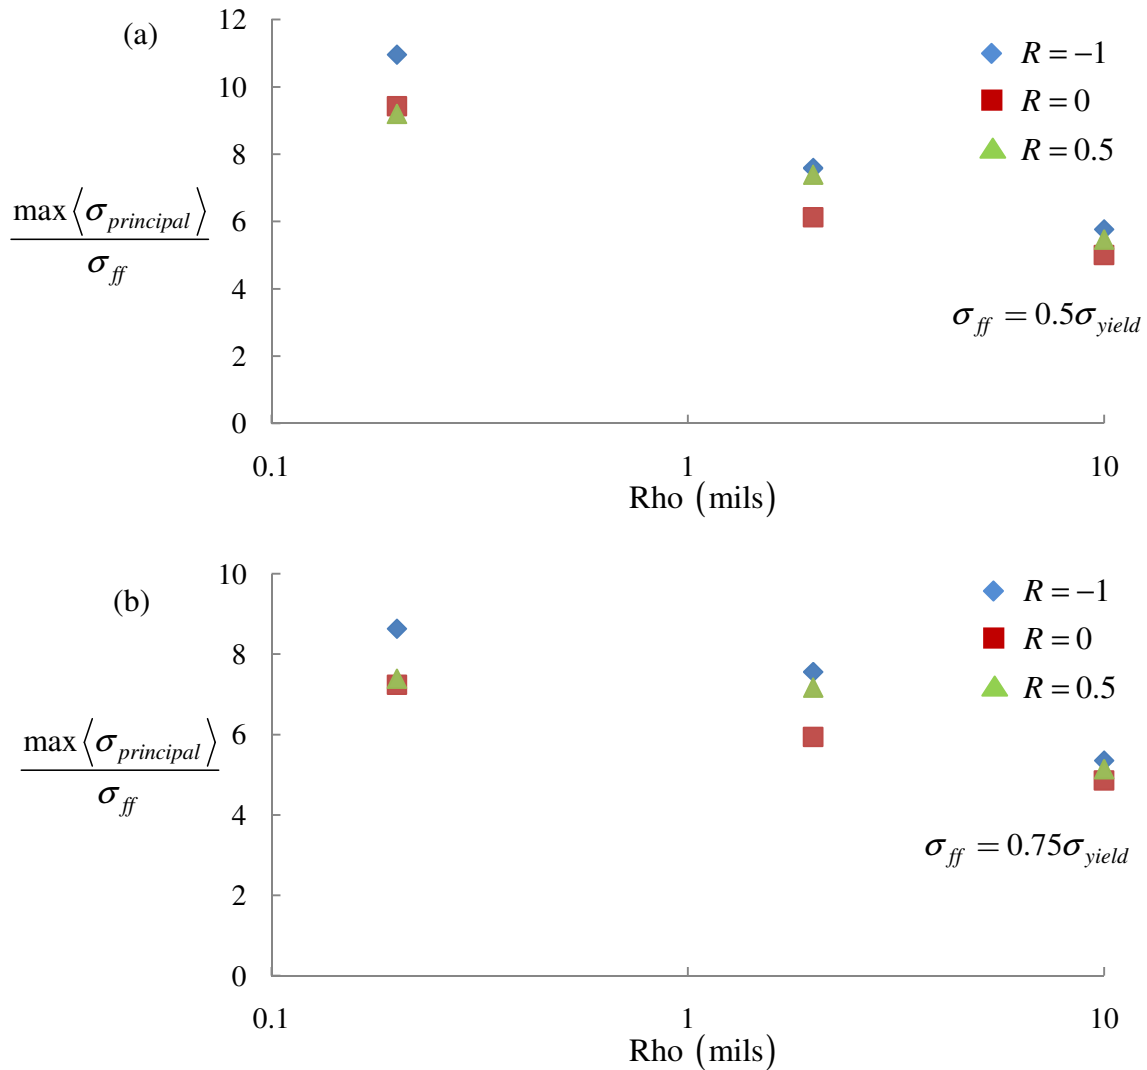 (a)
12
10
8
6
4
2
0
max⟨σ_principal⟩
σ_ff
R = −1
R = 0
R = 0.5
σ_ff = 0.5σ_yield
0.1 1 10
Rho (mils)
(b)
10
8
6
4
2
0
max⟨σ_principal⟩
σ_ff
R = −1
R = 0
R = 0.5
σ_ff = 0.75σ_yield
0.1 1 10
Rho (mils)